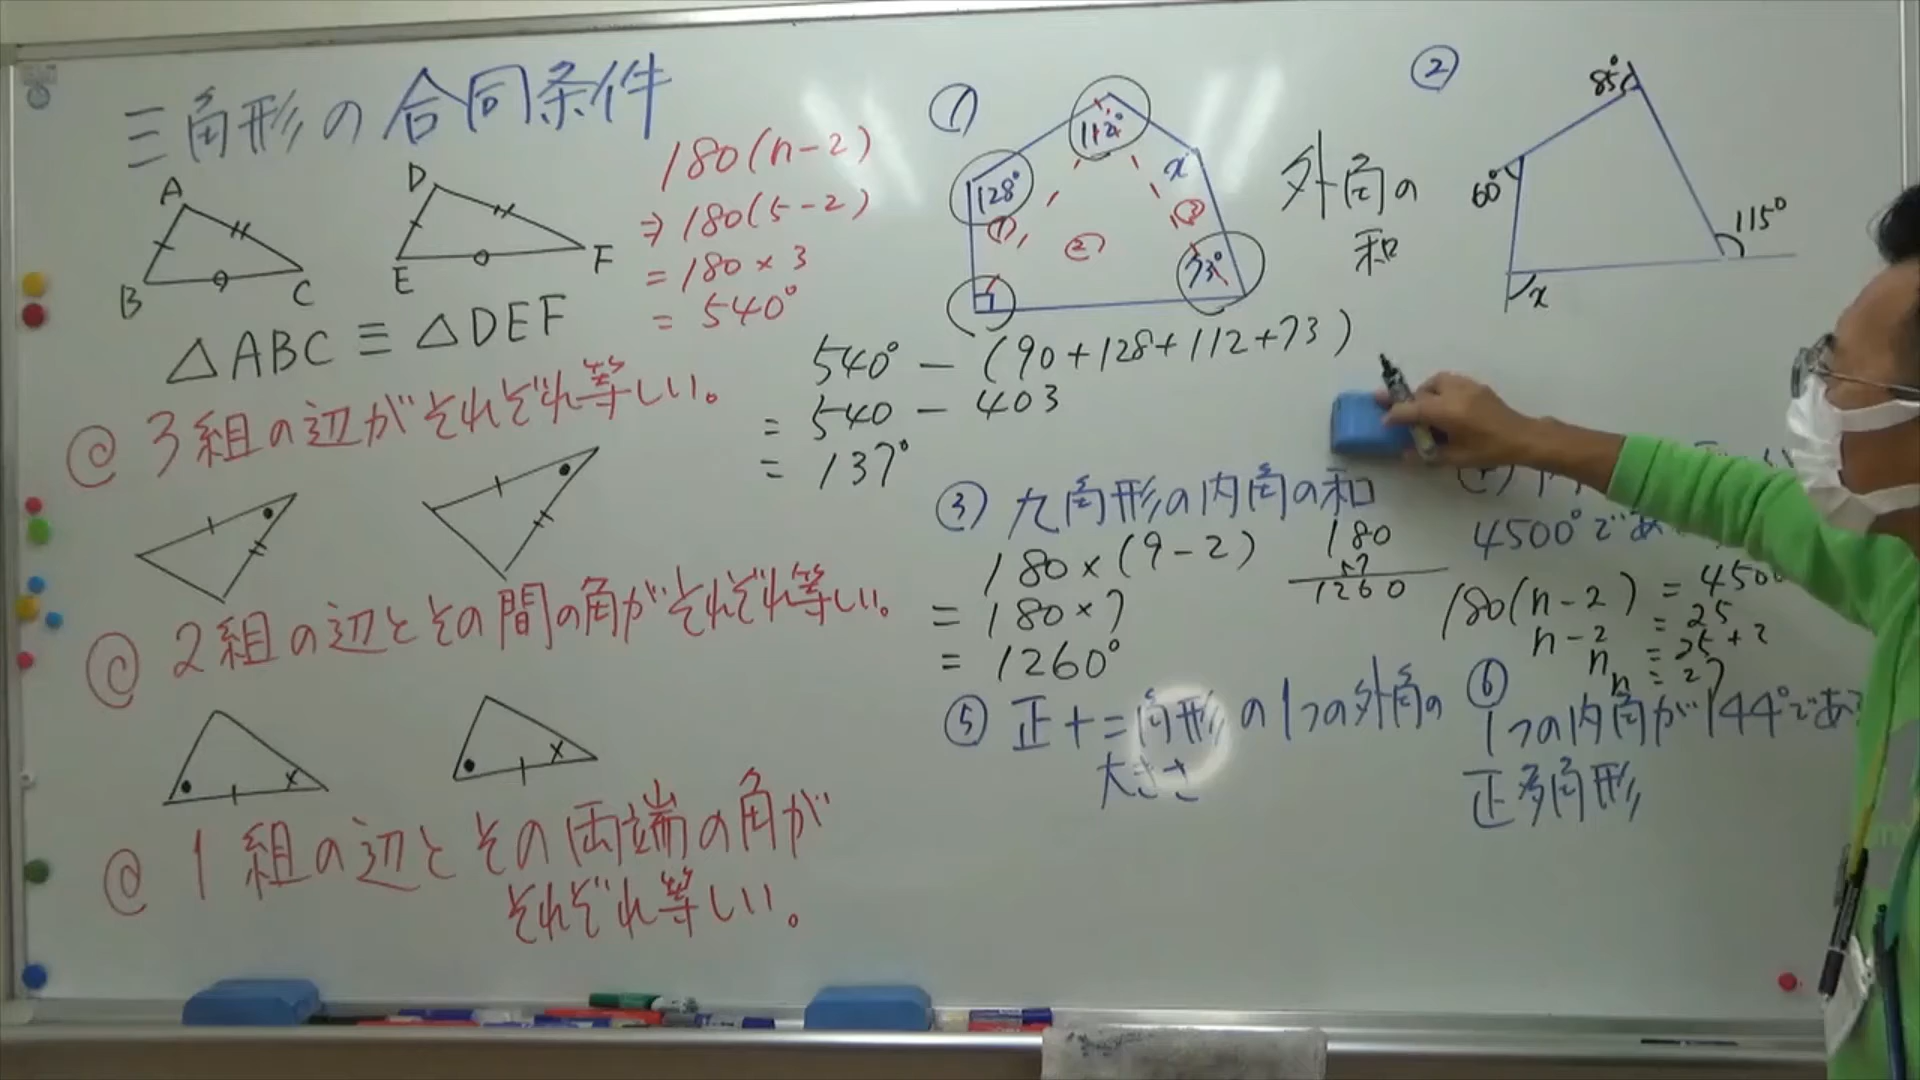 三角形の合同条件
A
B
C
D
E
F
△ABC ≡ △DEF
@ 3組の辺がそれぞれ等しい。
@ 2組の辺とその間の角がそれぞれ等しい。
@ 1組の辺とその両端の角が
それぞれ等しい。
180(n-2)
⇒ 180(5-2)
= 180 × 3
= 540°
①
112°
128°
x
73°
①
②
③
540° - (90+128+112+73)
= 540 - 403
= 137°
外角の
和
②
85°
60°
115°
x
③ 九角形の内角の和
180×(9-2)
= 180×7
= 1260°
180
×7
1260
4500°であ
180(n-2) = 4500
n-2 = 25
n = 25+2
n = 27
⑤ 正十二角形の1つの外角の
大きさ
⑥
1つの内角が144°であ
正多角形